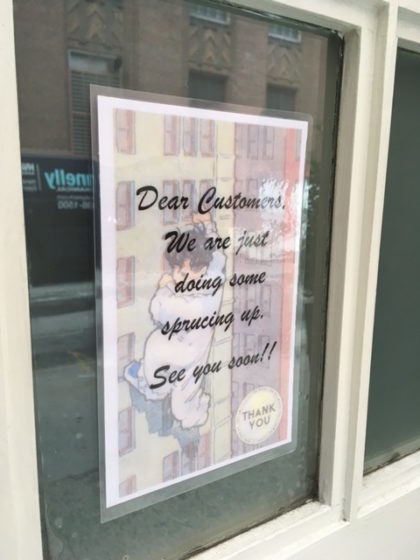 Dear Customers,
We are just
doing some
sprucing up.
See you soon!!
THANK
YOU